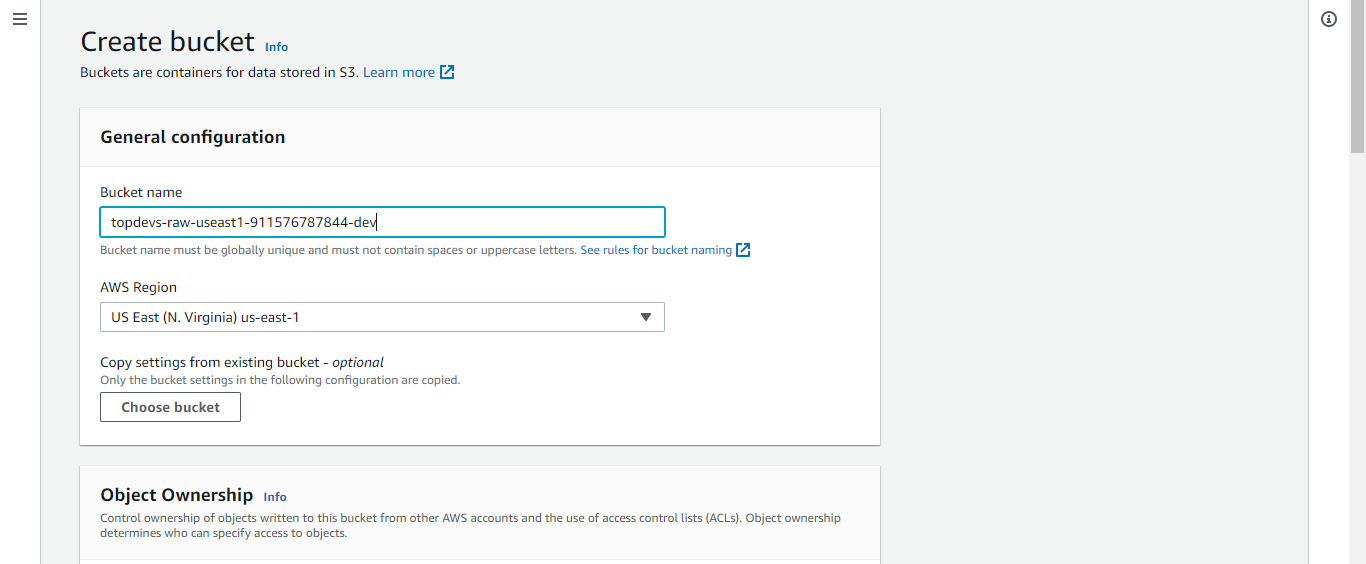 Create bucket Info
Buckets are containers for data stored in S3. Learn more
General configuration
Bucket name
topdevs-raw-useast1-911576787844-dev
Bucket name must be globally unique and must not contain spaces or uppercase letters. See rules for bucket naming
AWS Region
US East (N. Virginia) us-east-1
Copy settings from existing bucket - optional
Only the bucket settings in the following configuration are copied.
Choose bucket
Object Ownership Info
Control ownership of objects written to this bucket from other AWS accounts and the use of access control lists (ACLs). Object ownership
determines who can specify access to objects.